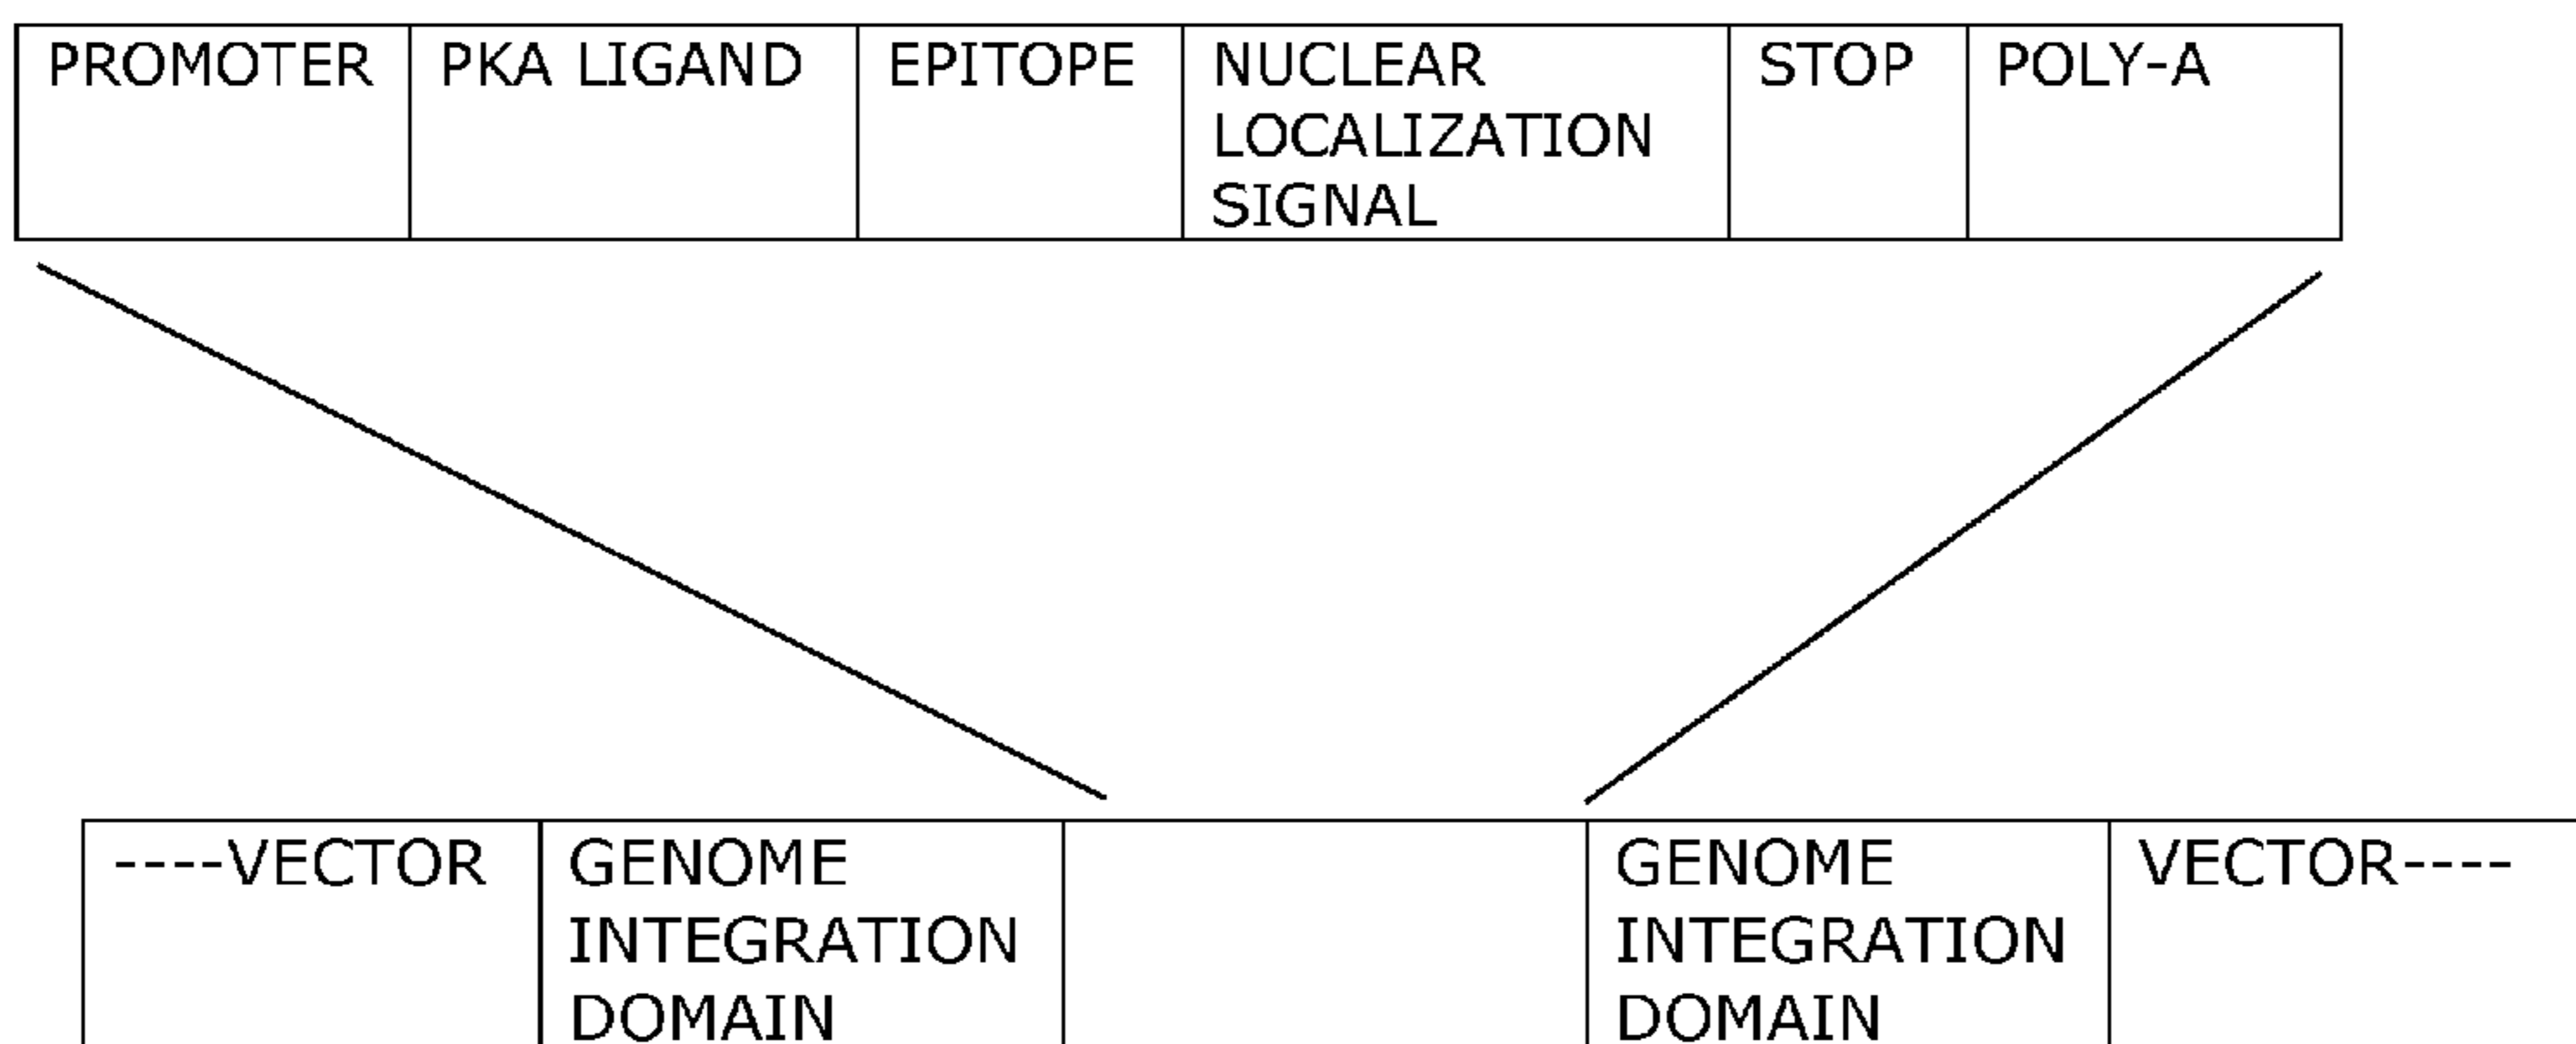 PROMOTER
PKA LIGAND
EPITOPE
NUCLEAR
LOCALIZATION
SIGNAL
STOP
POLY-A
----VECTOR
GENOME
INTEGRATION
DOMAIN
GENOME
INTEGRATION
DOMAIN
VECTOR----